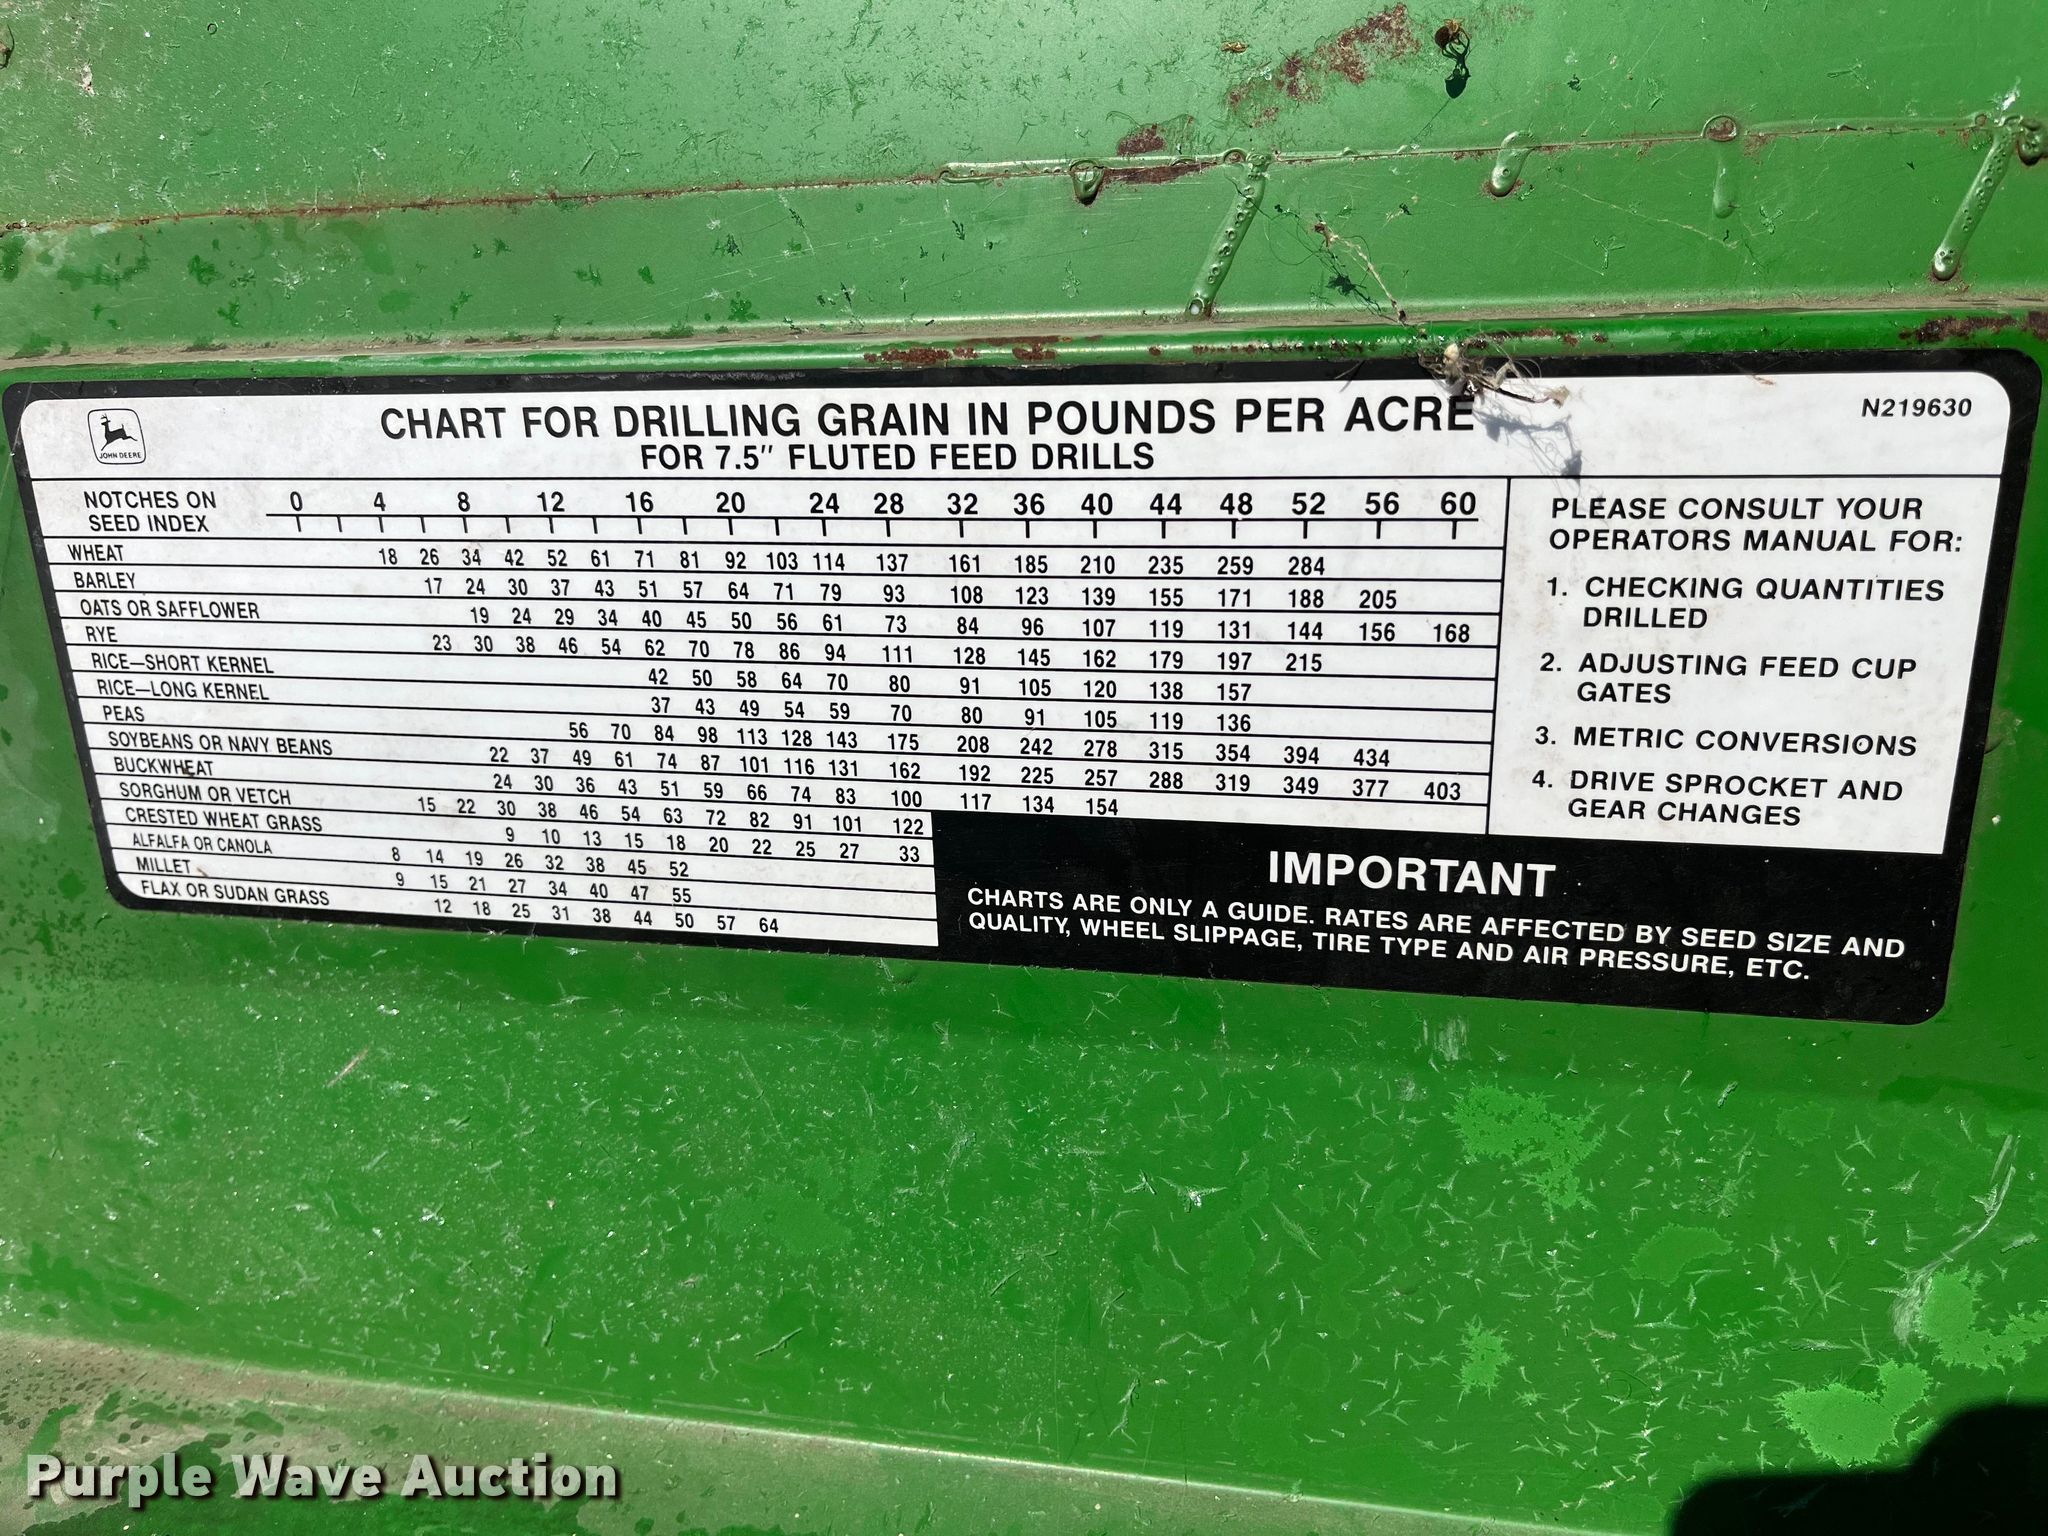 JOHN DEERE
CHART FOR DRILLING GRAIN IN POUNDS PER ACRE
FOR 7.5" FLUTED FEED DRILLS
N219630
NOTCHES ON SEED INDEX 0 4 8 12 16 20 24 28 32 36 40 44 48 52 56 60
WHEAT 18 26 34 42 52 61 71 81 92 103 114 137 161 185 210 235 259 284
BARLEY 17 24 30 37 43 51 57 64 71 79 93 108 123 139 155 171 188 205
OATS OR SAFFLOWER 19 24 29 34 40 45 50 56 61 73 84 96 107 119 131 144 156 168
RYE 23 30 38 46 54 62 70 78 86 94 111 128 145 162 179 197 215
RICE—SHORT KERNEL 42 50 58 64 70 80 91 105 120 138 157
RICE—LONG KERNEL 37 43 49 54 59 70 80 91 105 119 136
PEAS 56 70 84 98 113 128 143 175 208 242 278 315 354 394 434
SOYBEANS OR NAVY BEANS 22 37 49 61 74 87 101 116 131 162 192 225 257 288 319 349 377 403
BUCKWHEAT 24 30 36 43 51 59 66 74 83 100 117 134 154
SORGHUM OR VETCH 15 22 30 38 46 54 63 72 82 91 101 122
CRESTED WHEAT GRASS 9 10 13 15 18 20 22 25 27 33
ALFALFA OR CANOLA 8 14 19 26 32 38 45 52
MILLET 9 15 21 27 34 40 47 55
FLAX OR SUDAN GRASS 12 18 25 31 38 44 50 57 64
PLEASE CONSULT YOUR
OPERATORS MANUAL FOR:
1. CHECKING QUANTITIES
DRILLED
2. ADJUSTING FEED CUP
GATES
3. METRIC CONVERSIONS
4. DRIVE SPROCKET AND
GEAR CHANGES
IMPORTANT
CHARTS ARE ONLY A GUIDE. RATES ARE AFFECTED BY SEED SIZE AND
QUALITY, WHEEL SLIPPAGE, TIRE TYPE AND AIR PRESSURE, ETC.
Purple Wave Auction